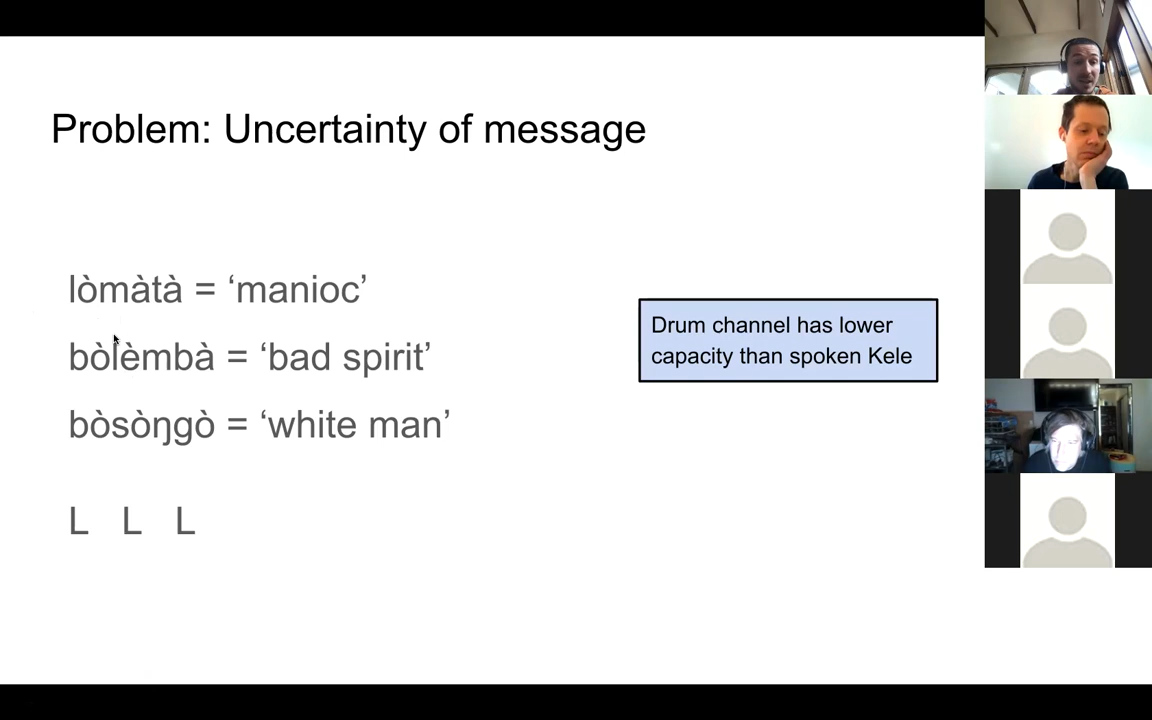 Problem: Uncertainty of message
lòmàtà = ‘manioc’
bòlèmbà = ‘bad spirit’
bòsòŋgò = ‘white man’
L L L
Drum channel has lower
capacity than spoken Kele